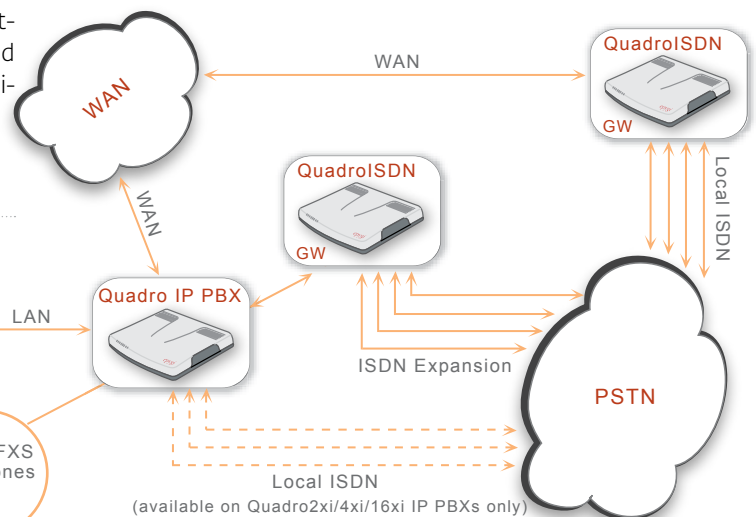 t-
d
i-
WAN
WAN
QuadroISDN
GW
Local ISDN
WAN
QuadroISDN
GW
Quadro IP PBX
LAN
ISDN Expansion
PSTN
FXS
ones
Local ISDN
(available on Quadro2xi/4xi/16xi IP PBXs only)